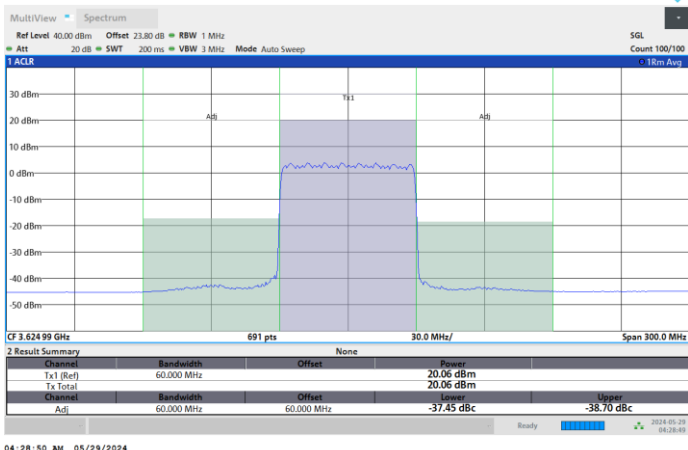 MultiView Spectrum
Ref Level 40.00 dBm Offset 23.80 dB RBW 1 MHz SGL
Att 20 dB SWT 200 ms VBW 3 MHz Mode Auto Sweep Count 100/100
1 ACLR 1Rm Avg
30 dBm
Tx1
20 dBm
Adj Adj
10 dBm
0 dBm
-10 dBm
-20 dBm
-30 dBm
-40 dBm
-50 dBm
CF 3.624 99 GHz 691 pts 30.0 MHz/ Span 300.0 MHz
2 Result Summary None
Channel Bandwidth Offset Power
Tx1 (Ref) 60.000 MHz 20.06 dBm
Tx Total 20.06 dBm
Channel Bandwidth Offset Lower Upper
Adj 60.000 MHz 60.000 MHz -37.45 dBc -38.70 dBc
Ready 2024-05-29
04:28:49
04:28:50 AM 05/29/2024